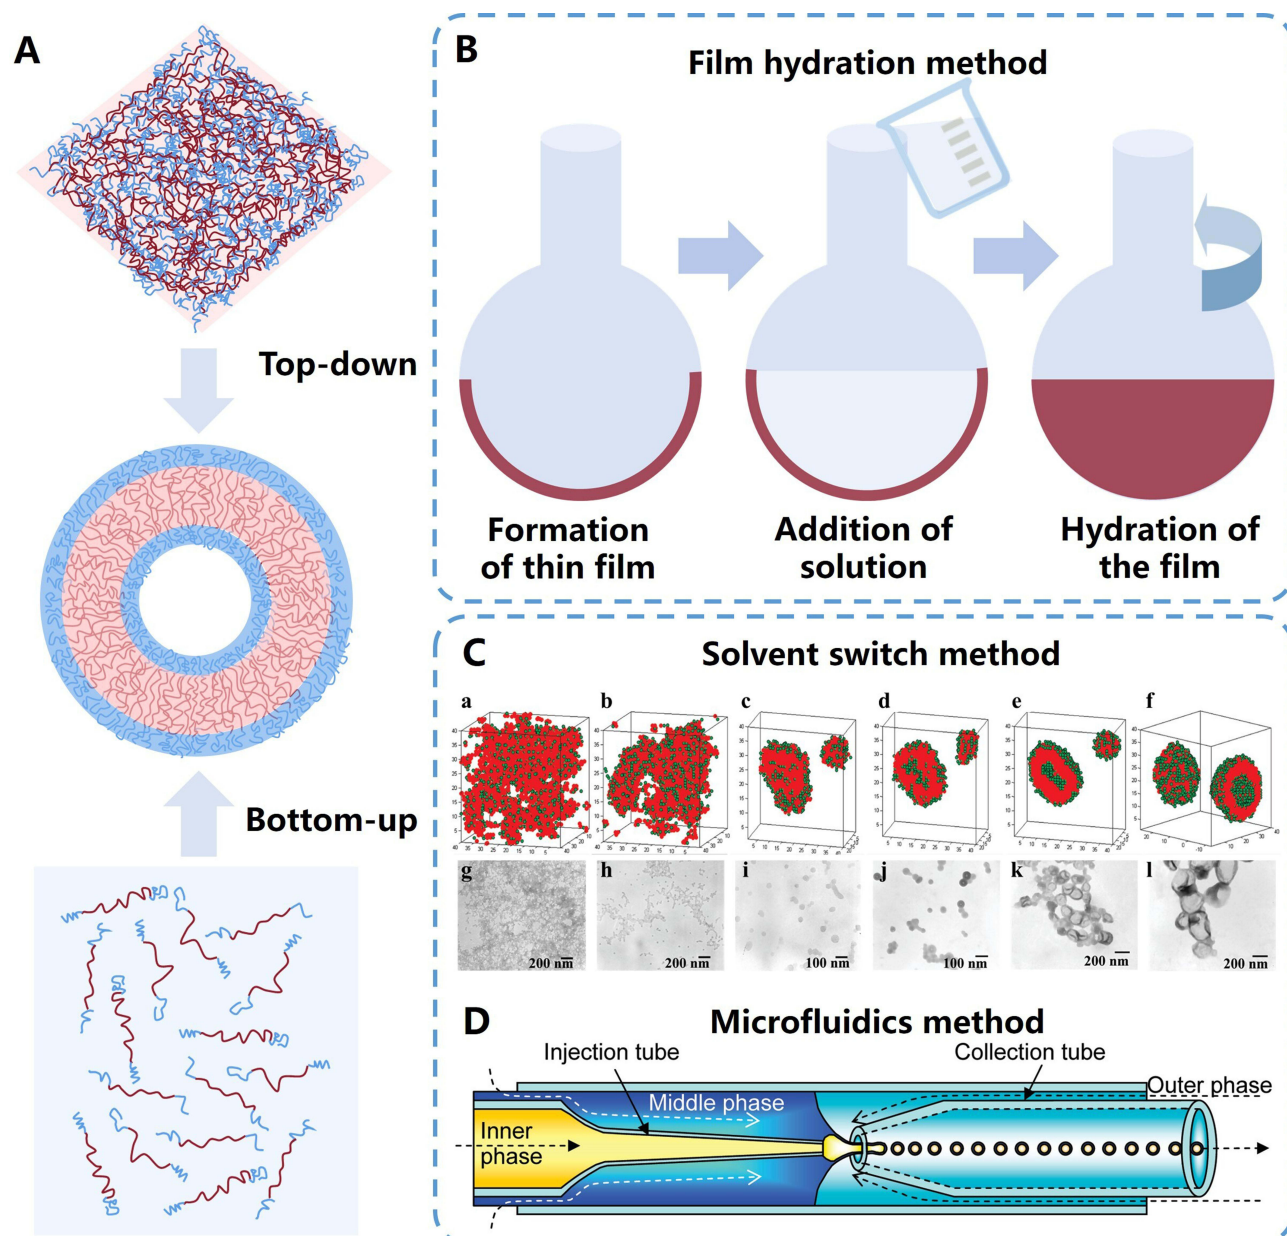 A
Top-down
Bottom-up
B
Film hydration method
Formation
of thin film
Addition of
solution
Hydration of
the film
C
Solvent switch method
a
b
c
d
e
f
g
h
i
j
k
l
200 nm
200 nm
100 nm
100 nm
200 nm
200 nm
D
Microfluidics method
Injection tube
Collection tube
Outer phase
Middle phase
Inner
phase